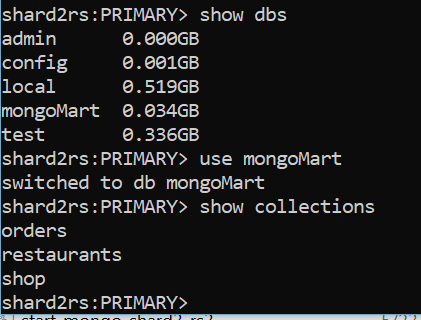 shard2rs:PRIMARY> show dbs
admin      0.000GB
config     0.001GB
local      0.519GB
mongoMart  0.034GB
test       0.336GB
shard2rs:PRIMARY> use mongoMart
switched to db mongoMart
shard2rs:PRIMARY> show collections
orders
restaurants
shop
shard2rs:PRIMARY>